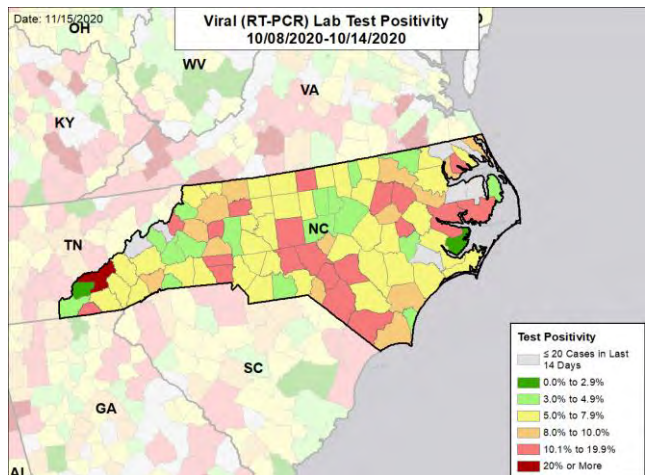 Date: 11/15/2020
Viral (RT-PCR) Lab Test Positivity
10/08/2020-10/14/2020
OH
WV
VA
KY
TN
NC
SC
GA
AL
Test Positivity
≤ 20 Cases in Last
14 Days
0.0% to 2.9%
3.0% to 4.9%
5.0% to 7.9%
8.0% to 10.0%
10.1% to 19.9%
20% or More